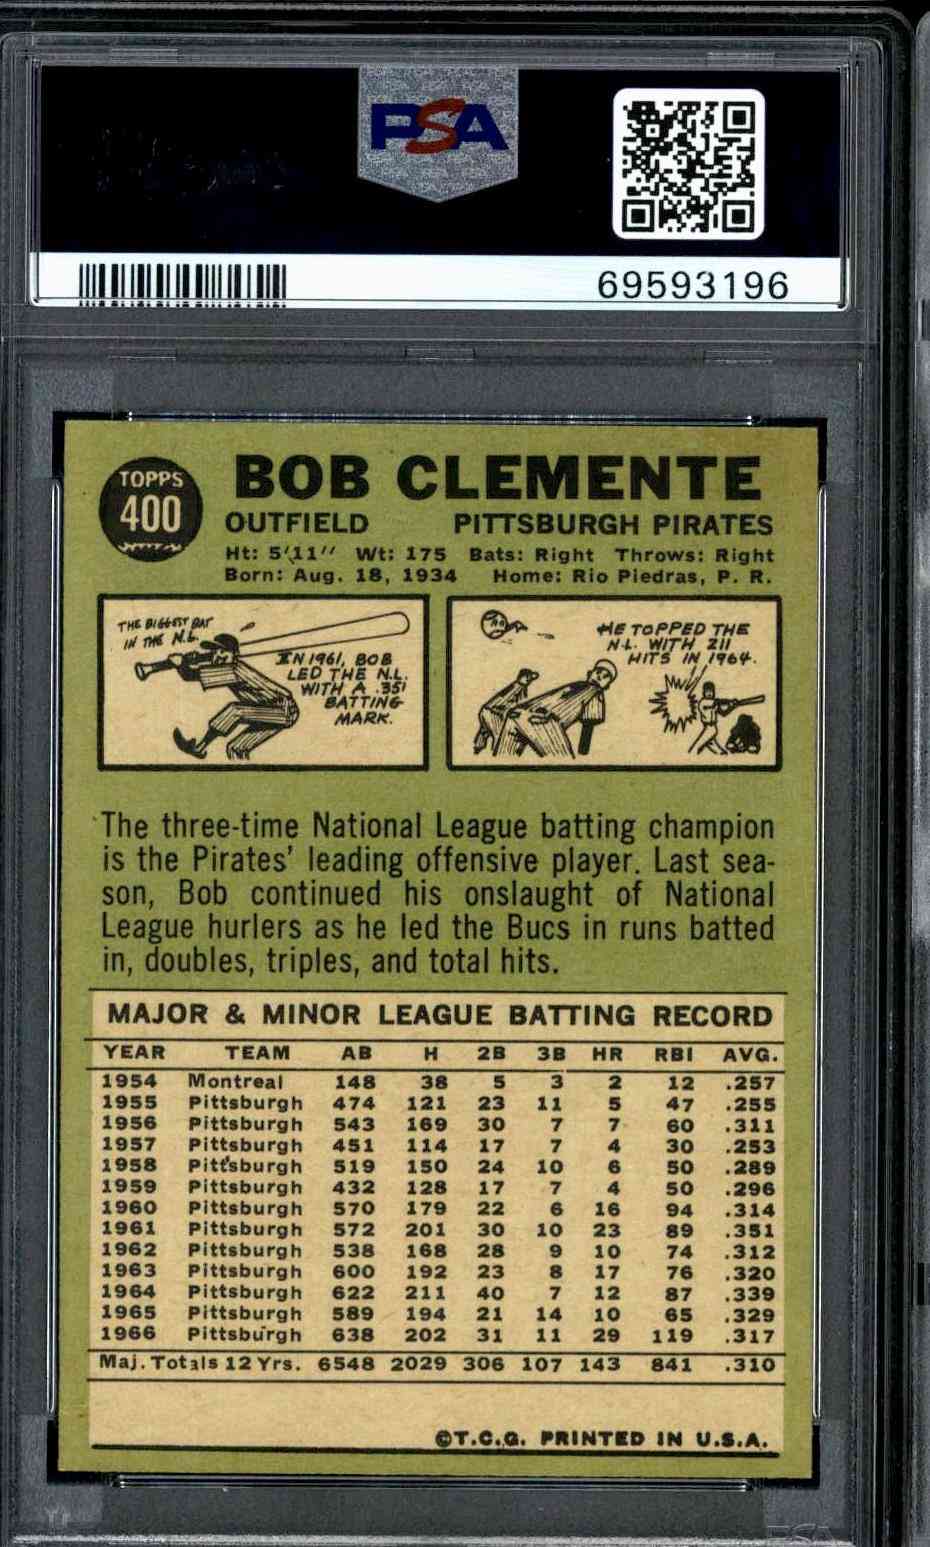 PSA
69593196
TOPPS
400
BOB CLEMENTE
OUTFIELD PITTSBURGH PIRATES
Ht: 5'11" Wt: 175 Bats: Right Throws: Right
Born: Aug. 18, 1934 Home: Rio Piedras, P. R.
THE BIGGEST BAT
IN THE N.L.
IN 1961, BOB
LED THE N.L.
WITH A .351
BATTING
MARK.
HE TOPPED THE
N.L. WITH 211
HITS IN 1964.
The three-time National League batting champion
is the Pirates' leading offensive player. Last sea-
son, Bob continued his onslaught of National
League hurlers as he led the Bucs in runs batted
in, doubles, triples, and total hits.
MAJOR & MINOR LEAGUE BATTING RECORD
YEAR TEAM AB H 2B 3B HR RBI AVG.
1954 Montreal 148 38 5 3 2 12 .257
1955 Pittsburgh 474 121 23 11 5 47 .255
1956 Pittsburgh 543 169 30 7 7 60 .311
1957 Pittsburgh 451 114 17 7 4 30 .253
1958 Pittsburgh 519 150 24 10 6 50 .289
1959 Pittsburgh 432 128 17 7 4 50 .296
1960 Pittsburgh 570 179 22 6 16 94 .314
1961 Pittsburgh 572 201 30 10 23 89 .351
1962 Pittsburgh 538 168 28 9 10 74 .312
1963 Pittsburgh 600 192 23 8 17 76 .320
1964 Pittsburgh 622 211 40 7 12 87 .339
1965 Pittsburgh 589 194 21 14 10 65 .329
1966 Pittsburgh 638 202 31 11 29 119 .317
Maj. Totals 12 Yrs. 6548 2029 306 107 143 841 .310
©T.C.G. PRINTED IN U.S.A.
PSA